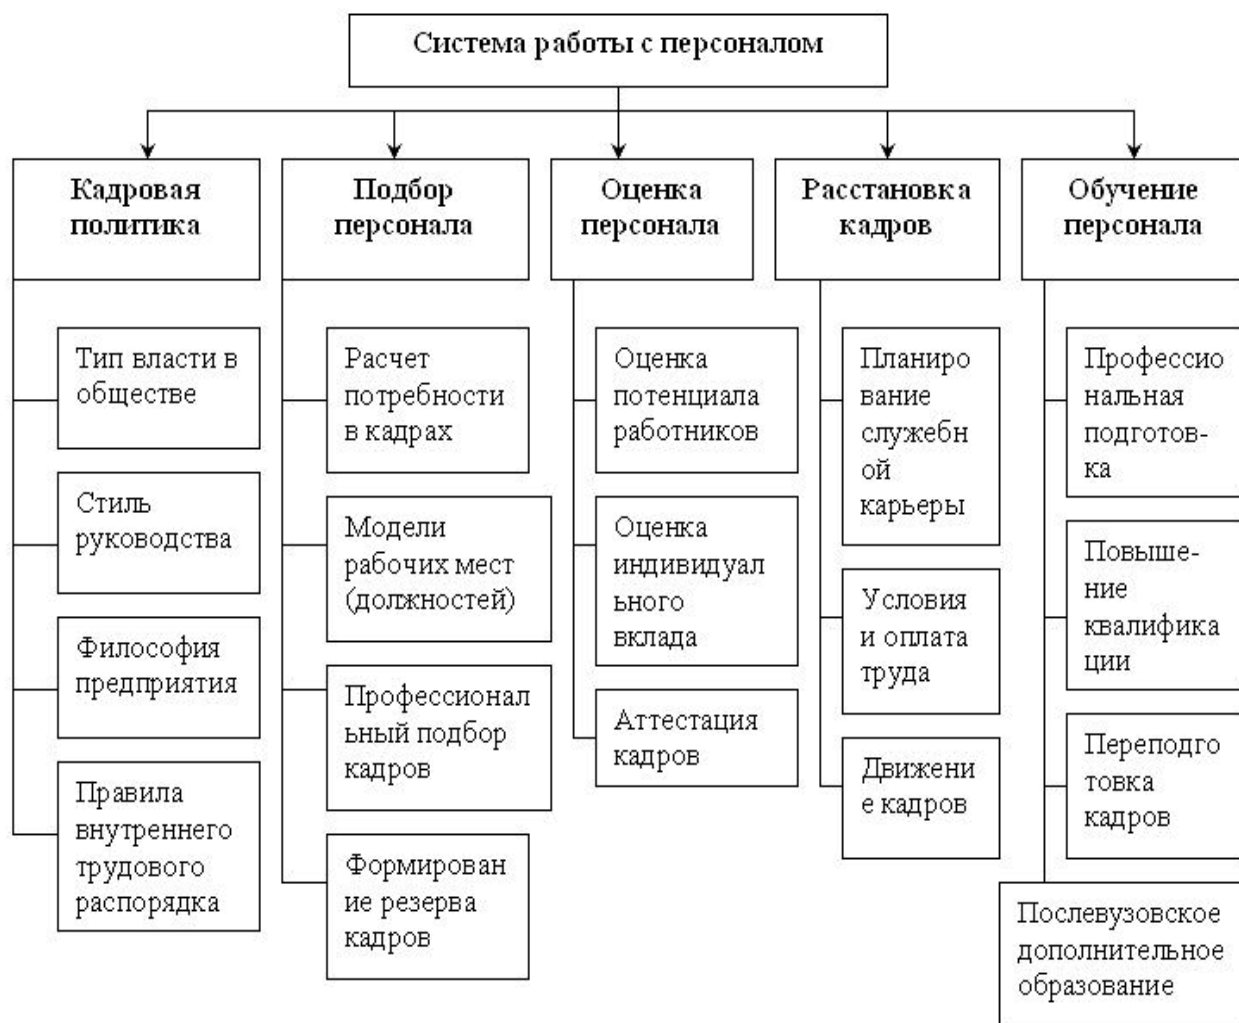 Система работы с персоналом
Кадровая
политика
Подбор
персонала
Оценка
персонала
Расстановка
кадров
Обучение
персонала
Тип власти в
обществе
Стиль
руководства
Философия
предприятия
Правила
внутреннего
трудового
распорядка
Расчет
потребности
в кадрах
Модели
рабочих мест
(должностей)
Профессионал
ьный подбор
кадров
Формирован
ие резерва
кадров
Оценка
потенциала
работников
Оценка
индивидуал
ьного
вклада
Аттестация
кадров
Планиро
вание
служебн
ой
карьеры
Условия
и оплата
труда
Движени
е кадров
Профессио
нальная
подготов-
ка
Повыше-
ние
квалифика
ции
Переподг
отовка
кадров
Послевузовское
дополнительное
образование